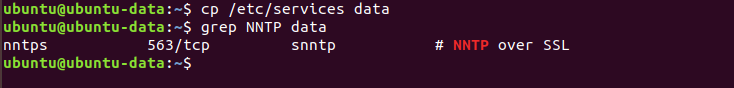 ubuntu@ubuntu-data:~$ cp /etc/services data
ubuntu@ubuntu-data:~$ grep NNTP data
nntps           563/tcp         snntp           # NNTP over SSL
ubuntu@ubuntu-data:~$